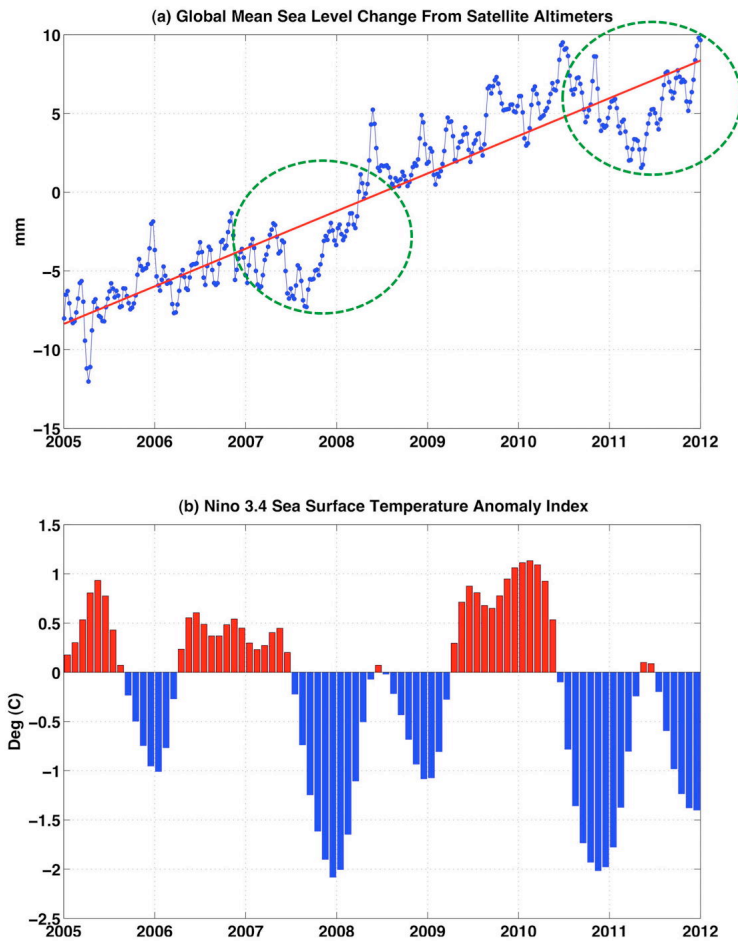 (a) Global Mean Sea Level Change From Satellite Altimeters
10
5
0
−5
−10
−15
mm
2005 2006 2007 2008 2009 2010 2011 2012
(b) Nino 3.4 Sea Surface Temperature Anomaly Index
1.5
1
0.5
0
−0.5
−1
−1.5
−2
−2.5
Deg (C)
2005 2006 2007 2008 2009 2010 2011 2012